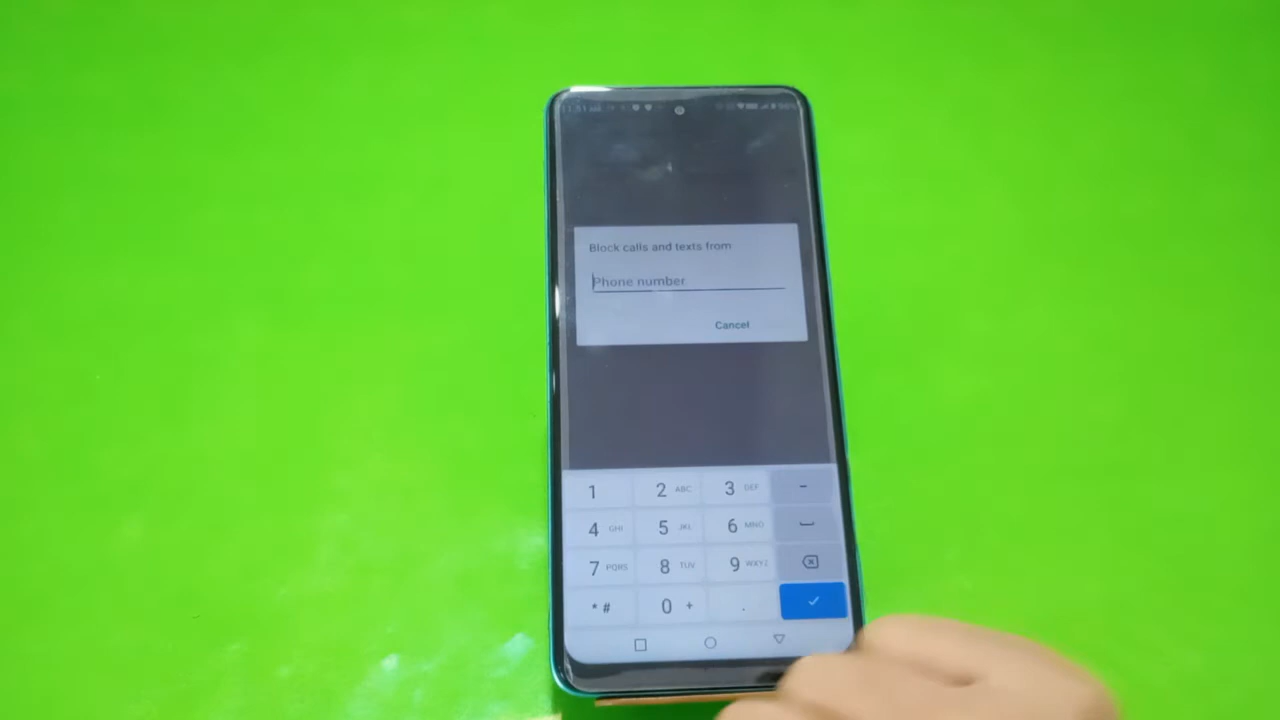 Block calls and texts from
Phone number
Cancel
1 2 ABC 3 DEF -
4 GHI 5 JKL 6 MNO
7 PQRS 8 TUV 9 WXYZ
* # 0 + .